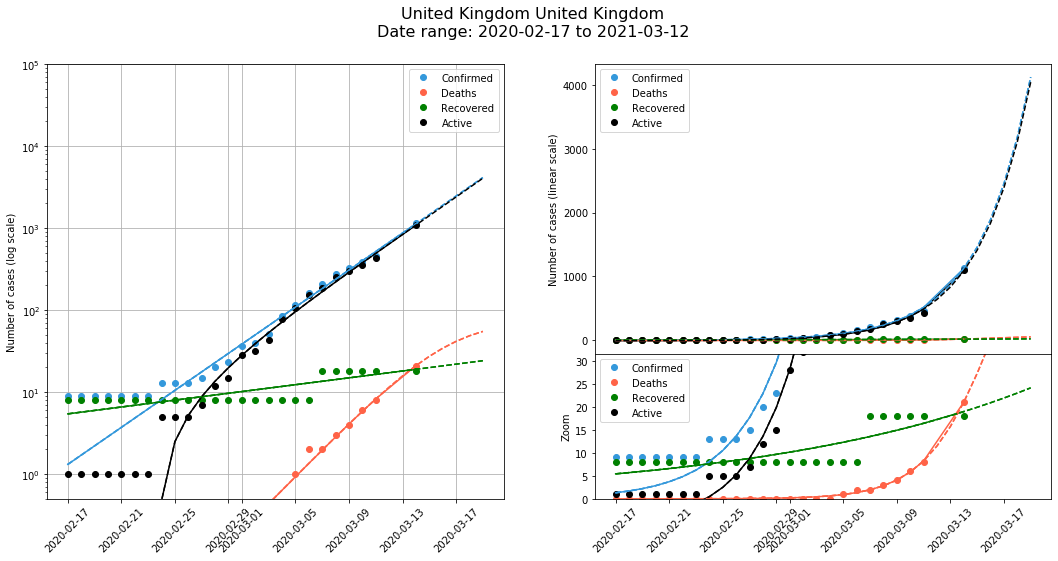 United Kingdom United Kingdom
Date range: 2020-02-17 to 2021-03-12
Number of cases (log scale)
10^5
10^4
10^3
10^2
10^1
10^0
Confirmed
Deaths
Recovered
Active
2020-02-17
2020-02-21
2020-02-25
2020-02-29
2020-03-01
2020-03-05
2020-03-09
2020-03-13
2020-03-17
Number of cases (linear scale)
4000
3000
2000
1000
0
Confirmed
Deaths
Recovered
Active
Zoom
30
25
20
15
10
5
0
Confirmed
Deaths
Recovered
Active
2020-02-17
2020-02-21
2020-02-25
2020-02-29
2020-03-01
2020-03-05
2020-03-09
2020-03-13
2020-03-17